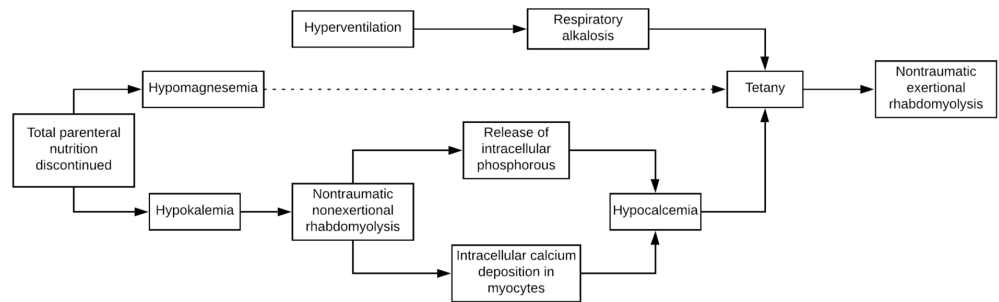 Hyperventilation
Respiratory
alkalosis
Hypomagnesemia
Tetany
Nontraumatic
exertional
rhabdomyolysis
Total parenteral
nutrition
discontinued
Release of
intracellular
phosphorous
Hypokalemia
Nontraumatic
nonexertional
rhabdomyolysis
Hypocalcemia
Intracellular calcium
deposition in
myocytes